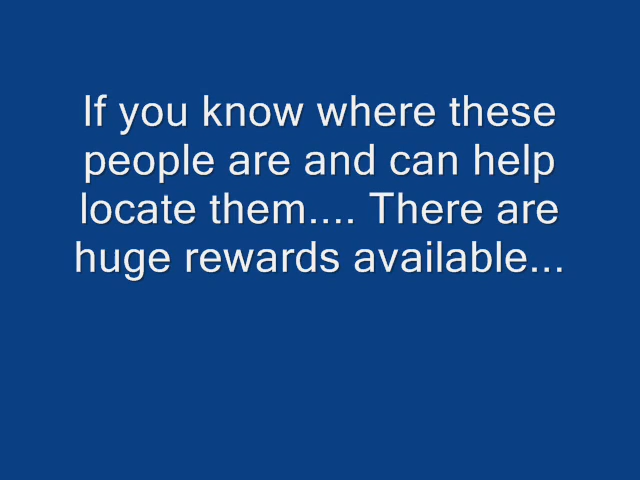 If you know where these
people are and can help
locate them.... There are
huge rewards available...